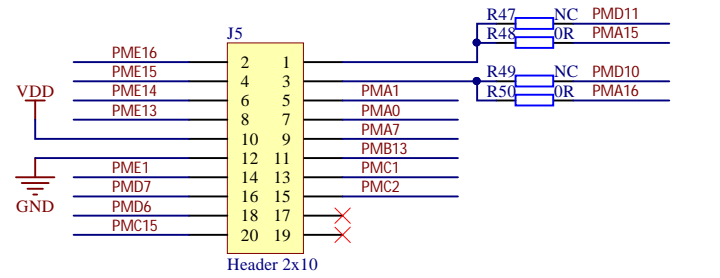 R47 NC PMD11
J5 R48 0R PMA15
PME16 2 1
PME15 4 3 R49 NC PMD10
VDD PME14 6 5 PMA1 R50 0R PMA16
PME13 8 7 PMA0
10 9 PMA7
12 11 PMB13
PME1 14 13 PMC1
GND PMD7 16 15 PMC2
PMD6 18 17
PMC15 20 19
Header 2x10